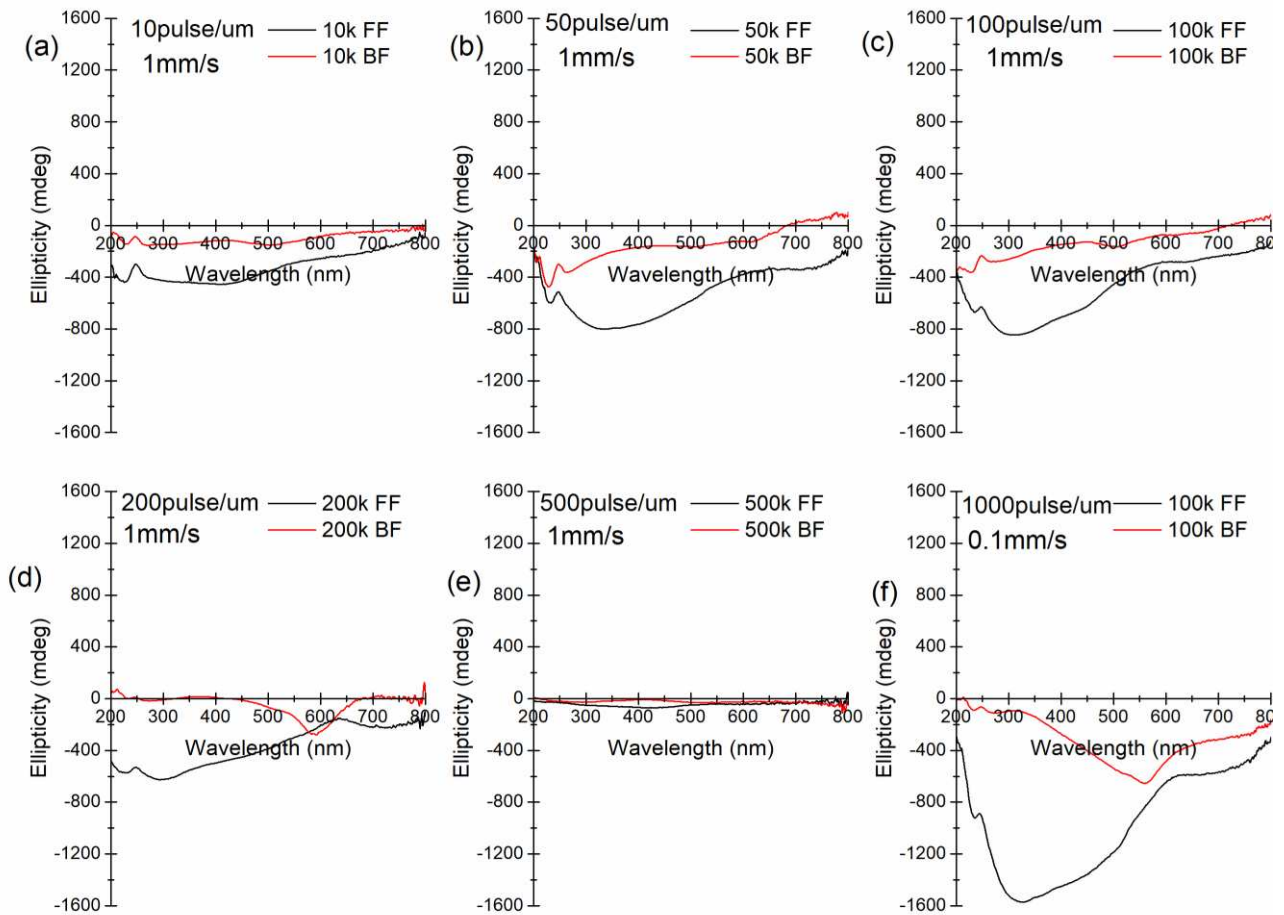 (a)
10pulse/um
1mm/s
10k FF
10k BF
1600
1200
800
400
0
-400
-800
-1200
-1600
200 300 400 500 600 700 800
Wavelength (nm)
Ellipticity (mdeg)
(b)
50pulse/um
1mm/s
50k FF
50k BF
1600
1200
800
400
0
-400
-800
-1200
-1600
200 300 400 500 600 700 800
Wavelength (nm)
Ellipticity (mdeg)
(c)
100pulse/um
1mm/s
100k FF
100k BF
1600
1200
800
400
0
-400
-800
-1200
-1600
200 300 400 500 600 700 800
Wavelength (nm)
Ellipticity (mdeg)
(d)
200pulse/um
1mm/s
200k FF
200k BF
1600
1200
800
400
0
-400
-800
-1200
-1600
200 300 400 500 600 700 800
Wavelength (nm)
Ellipticity (mdeg)
(e)
500pulse/um
1mm/s
500k FF
500k BF
1600
1200
800
400
0
-400
-800
-1200
-1600
200 300 400 500 600 700 800
Wavelength (nm)
Ellipticity (mdeg)
(f)
1000pulse/um
0.1mm/s
100k FF
100k BF
1600
1200
800
400
0
-400
-800
-1200
-1600
200 300 400 500 600 700 800
Wavelength (nm)
Ellipticity (mdeg)